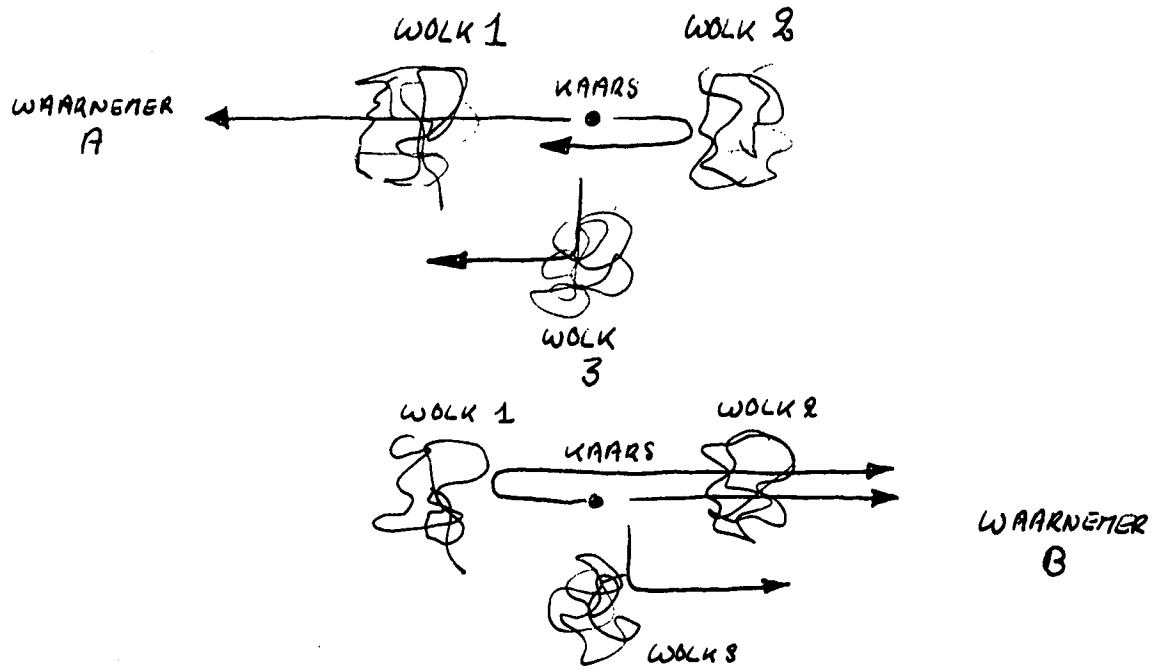 WOLK 1
WOLK 2
KAARS
WAARNEMER
A
WOLK
3
WOLK 1
WOLK 2
KAARS
WAARNEMER
B
WOLK 3